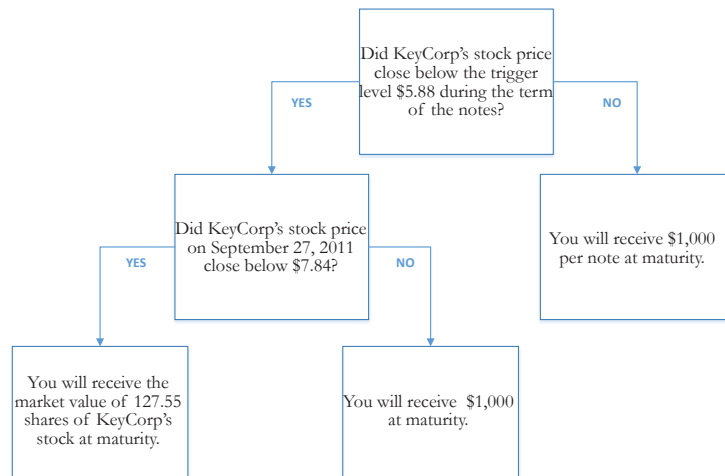 Did KeyCorp’s stock price
close below the trigger
level $5.88 during the term
of the notes?
YES
NO
Did KeyCorp’s stock price
on September 27, 2011
close below $7.84?
You will receive $1,000
per note at maturity.
YES
NO
You will receive the
market value of 127.55
shares of KeyCorp’s
stock at maturity.
You will receive $1,000
at maturity.